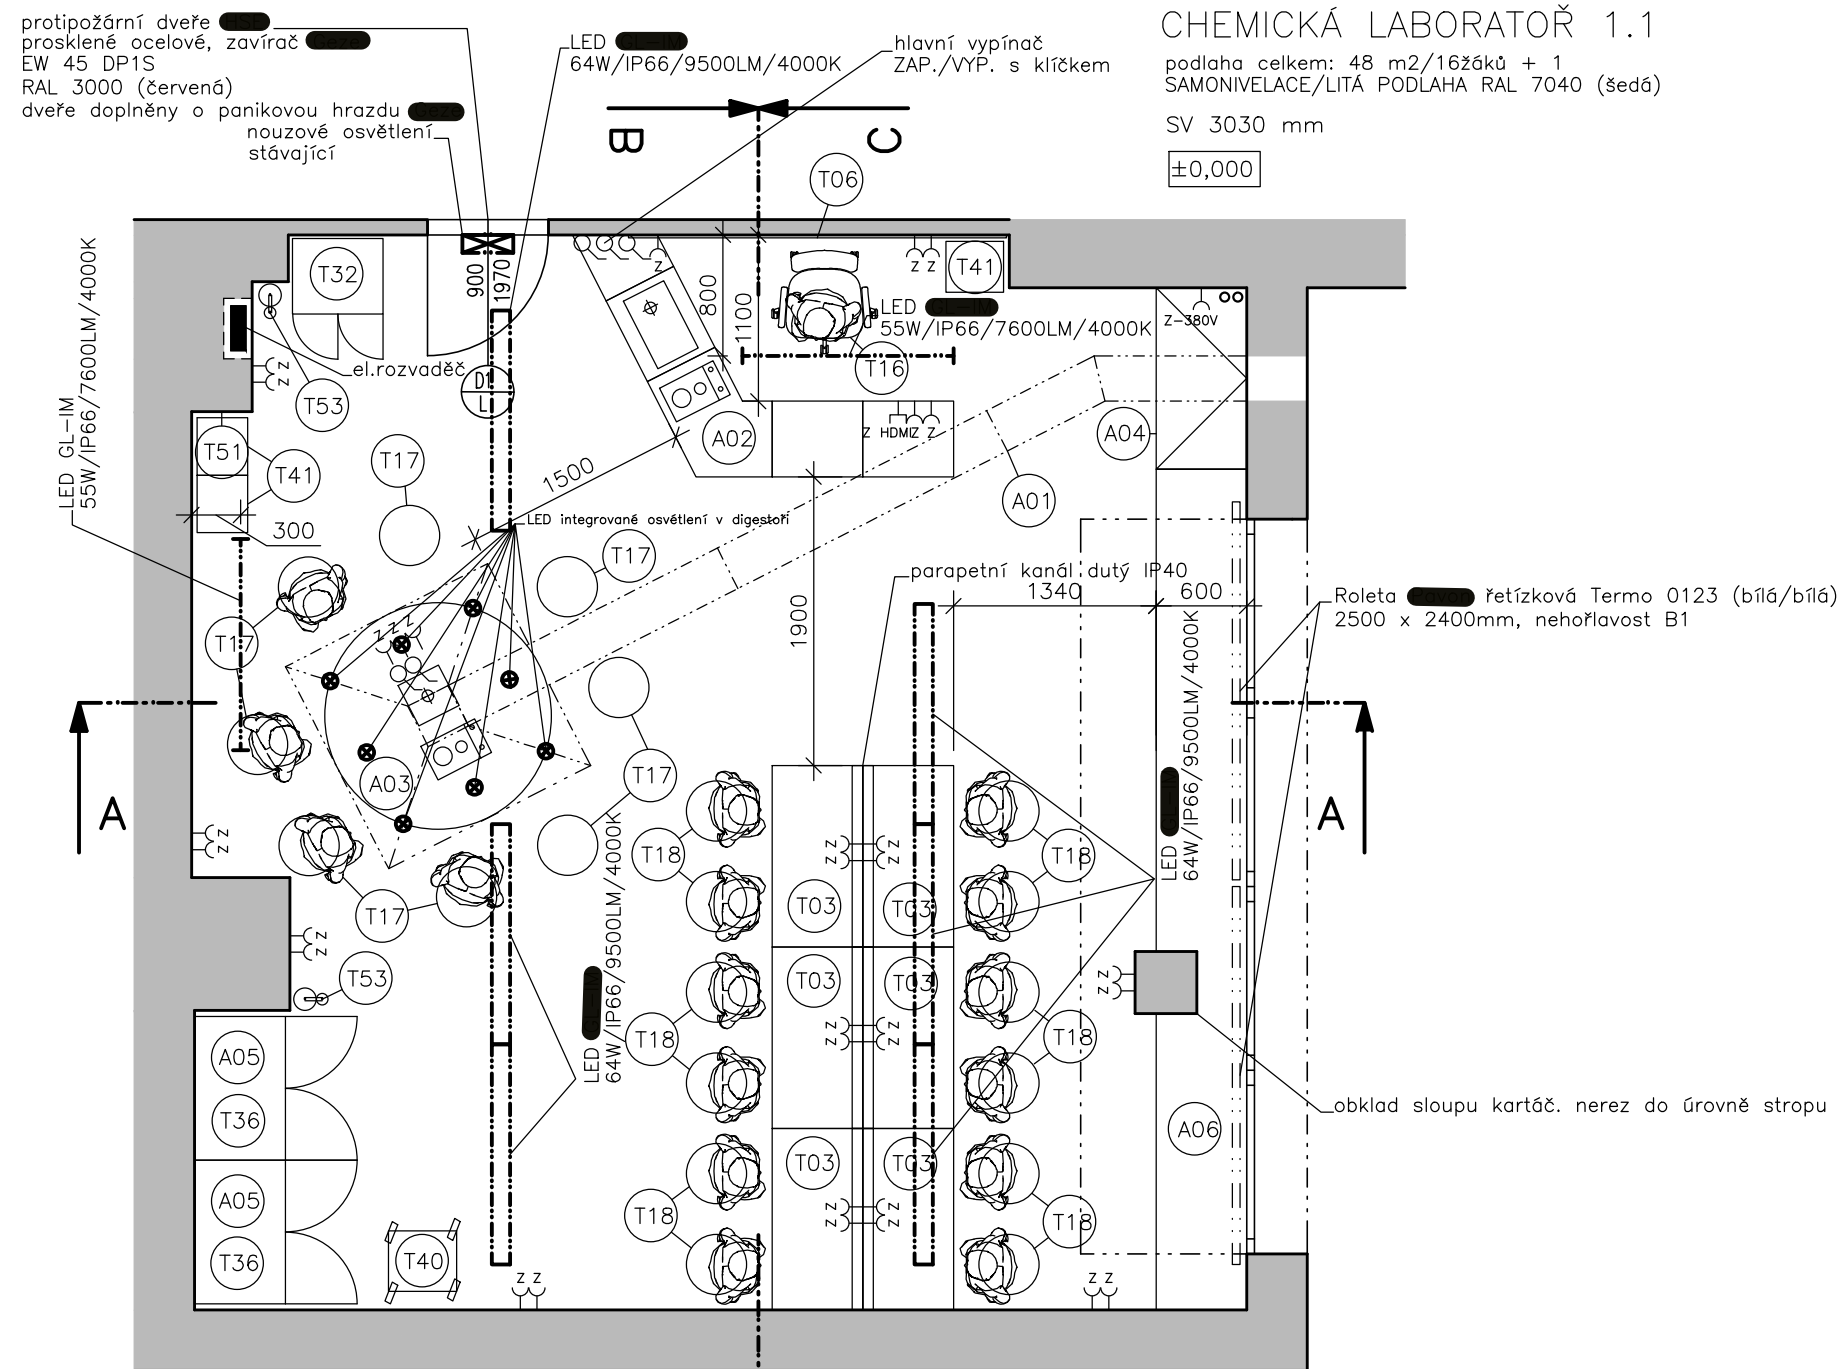 protipožární dveře
prosklené ocelové, zavírač
EW 45 DP1S
RAL 3000 (červená)
dveře doplněny o panikovou hrazdu
nouzové osvětlení
stávající
LED
64W/IP66/9500LM/4000K
hlavní vypínač
ZAP./VYP. s klíčkem
CHEMICKÁ LABORATOŘ 1.1
podlaha celkem: 48 m2/16žáků + 1
SAMONIVELACE/LITÁ PODLAHA RAL 7040 (šedá)
SV 3030 mm
±0,000
B
C
T06
T32
900
1970
Z
800
1100
Z Z
T41
LED
55W/IP66/7600LM/4000K
Z-380V
T16
LED GL-IM
55W/IP66/7600LM/4000K
el.rozvaděč
Z
Z
T53
D1
L
A02
Z HDMI Z Z
A04
T51
T41
T17
1500
A01
300
LED integrované osvětlení v digestoři
T17
parapetní kanál dutý IP40
1340
600
1900
Roleta řetízková Termo 0123 (bílá/bílá)
2500 x 2400mm, nehořlavost B1
T17
Z Z Z
LED
64W/IP66/9500LM/4000K
A
A
A03
T17
Z
Z
T18
Z Z
Z Z
T18
T17
T03
T03
Z
Z
T53
T03
T03
Z
Z
LED
64W/IP66/9500LM/4000K
T18
Z Z
Z Z
T18
A05
T36
obklad sloupu kartáč. nerez do úrovně stropu
A06
T03
T03
A05
T36
T18
Z Z
Z Z
T18
T40
Z Z
Z Z